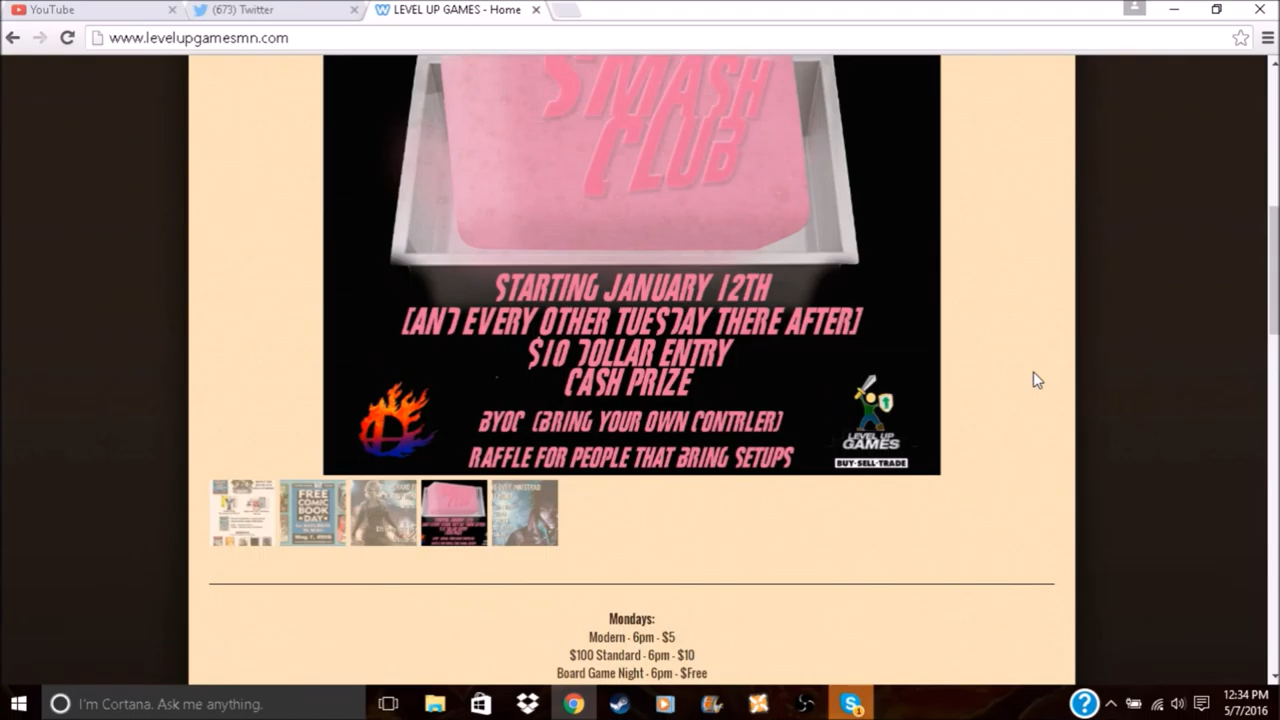 YouTube
(673) Twitter
LEVEL UP GAMES - Home
www.levelupgamesmn.com
SMASH
CLUB
STARTING JANUARY 12TH
(AND EVERY OTHER TUESDAY THERE AFTER)
$10 DOLLAR ENTRY
CASH PRIZE
BYOC (BRING YOUR OWN CONTRLER)
RAFFLE FOR PEOPLE THAT BRING SETUPS
LEVEL UP
GAMES
BUY-SELL-TRADE
FREE
COMIC
BOOK
DAY
Mondays:
Modern - 6pm - $5
$100 Standard - 6pm - $10
Board Game Night - 6pm - $Free
I'm Cortana. Ask me anything.
1
12:34 PM
5/7/2016